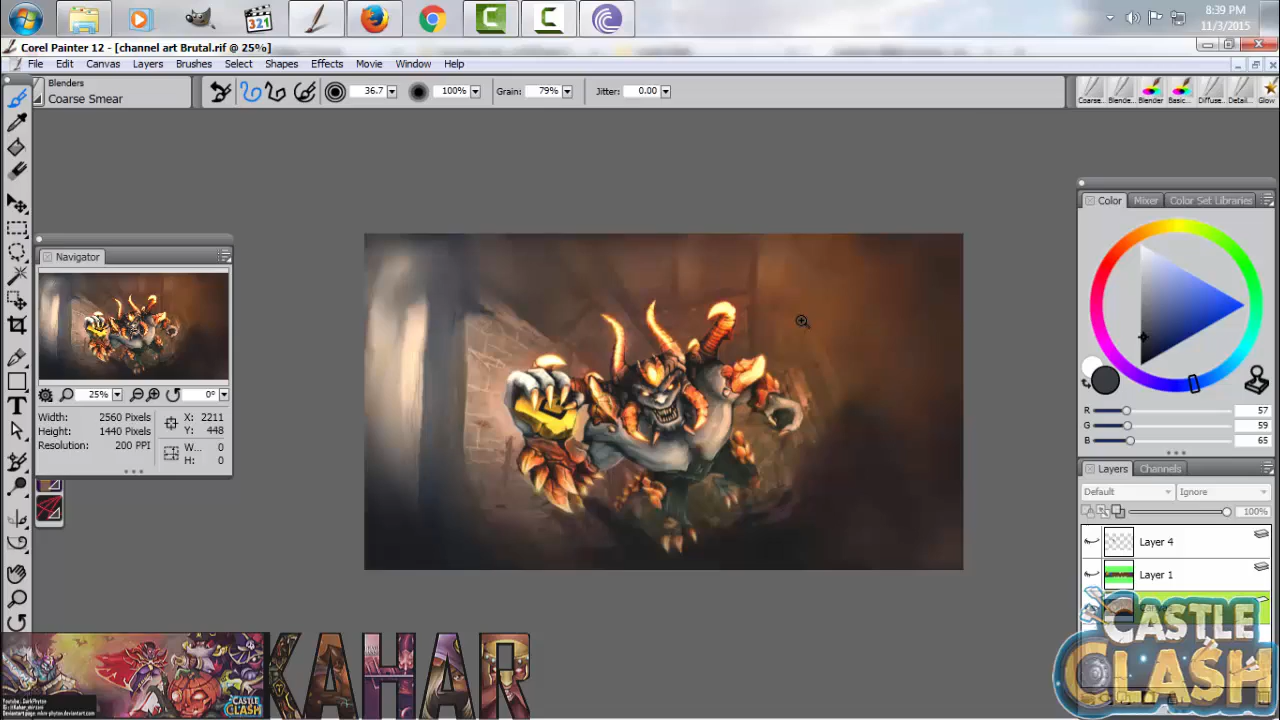 8:39 PM
11/3/2015
Corel Painter 12 - [channel art Brutal.rif @ 25%]
File Edit Canvas Layers Brushes Select Shapes Effects Movie Window Help
Blenders
Coarse Smear
36.7 100% Grain: 79% Jitter: 0.00
Coarse.. Blende.. Blender Basic.. Diffuse.. Detail.. Glow
Navigator
25% 0°
Width: 2560 Pixels
Height: 1440 Pixels
Resolution: 200 PPI
X: 2211
Y: 448
W... 0
H: 0
Color Mixer Color Set Libraries
R 57
G 59
B 65
Layers Channels
Default Ignore
100%
Layer 4
Layer 1
KAHAR
CASTLE
CLASH
Youtube : DarkPhyton
CASTLE
CLASH